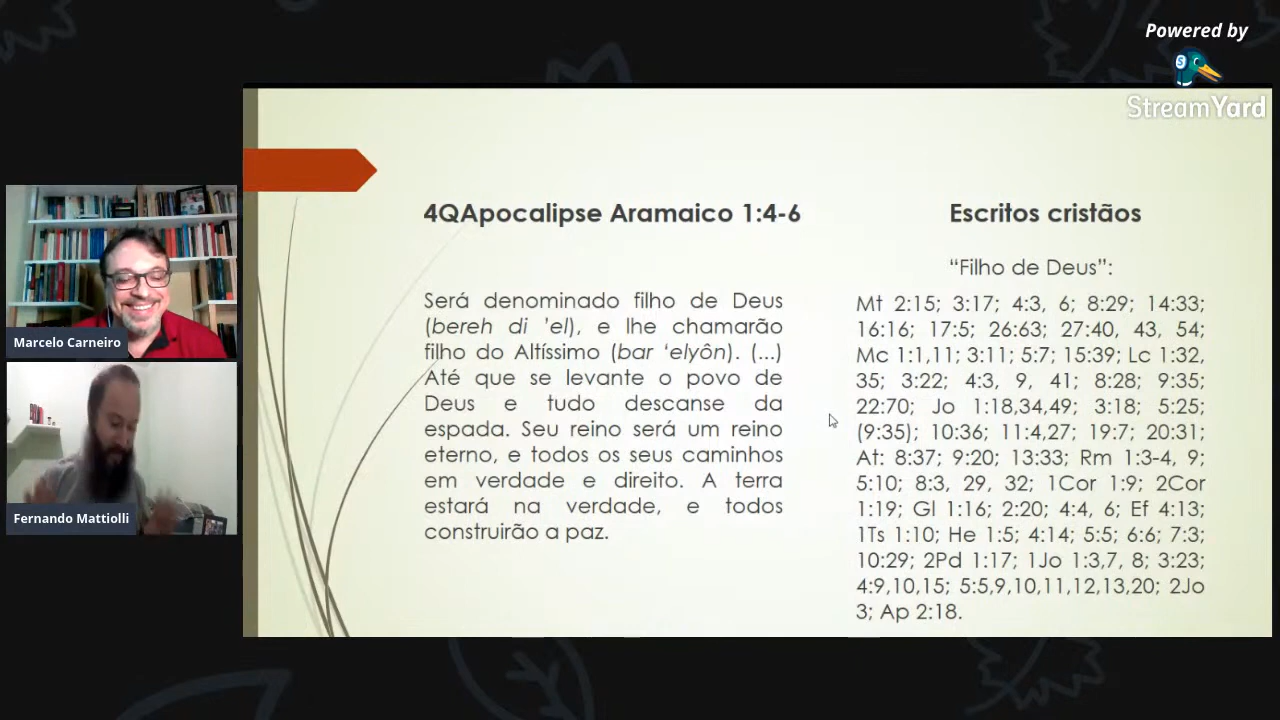 Powered by
StreamYard
4QApocalipse Aramaico 1:4-6
Será denominado filho de Deus
(bereh di ’el), e lhe chamarão
filho do Altíssimo (bar ‘elyôn). (...)
Até que se levante o povo de
Deus e tudo descanse da
espada. Seu reino será um reino
eterno, e todos os seus caminhos
em verdade e direito. A terra
estará na verdade, e todos
construirão a paz.
Escritos cristãos
“Filho de Deus”:
Mt 2:15; 3:17; 4:3, 6; 8:29; 14:33;
16:16; 17:5; 26:63; 27:40, 43, 54;
Mc 1:1,11; 3:11; 5:7; 15:39; Lc 1:32,
35; 3:22; 4:3, 9, 41; 8:28; 9:35;
22:70; Jo 1:18,34,49; 3:18; 5:25;
(9:35); 10:36; 11:4,27; 19:7; 20:31;
At: 8:37; 9:20; 13:33; Rm 1:3-4, 9;
5:10; 8:3, 29, 32; 1Cor 1:9; 2Cor
1:19; Gl 1:16; 2:20; 4:4, 6; Ef 4:13;
1Ts 1:10; He 1:5; 4:14; 5:5; 6:6; 7:3;
10:29; 2Pd 1:17; 1Jo 1:3,7, 8; 3:23;
4:9,10,15; 5:5,9,10,11,12,13,20; 2Jo
3; Ap 2:18.
Marcelo Carneiro
Fernando Mattiolli